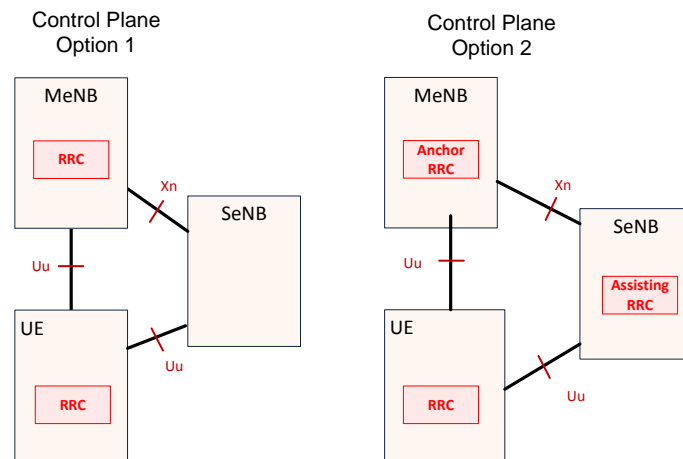 Control Plane
Option 1
MeNB
RRC
Xn
SeNB
Uu
UE
Uu
RRC
Control Plane
Option 2
MeNB
Anchor
RRC
Xn
SeNB
Uu
Assisting
RRC
UE
Uu
RRC